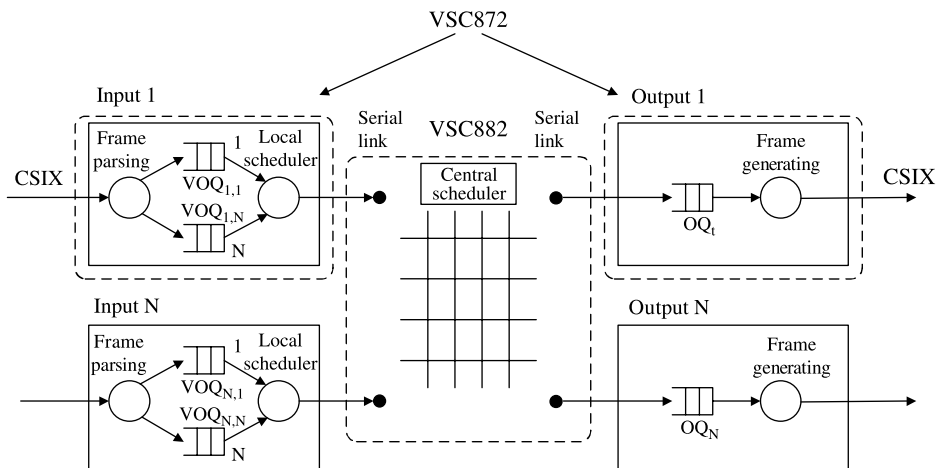 VSC872
Input 1
Output 1
Serial
link
VSC882
Serial
link
Frame
parsing
1
Local
scheduler
Frame
generating
CSIX
VOQ1,1
VOQ1,N
N
Central
scheduler
OQt
CSIX
Input N
Output N
Frame
parsing
1
Local
scheduler
Frame
generating
VOQN,1
VOQN,N
N
OQN